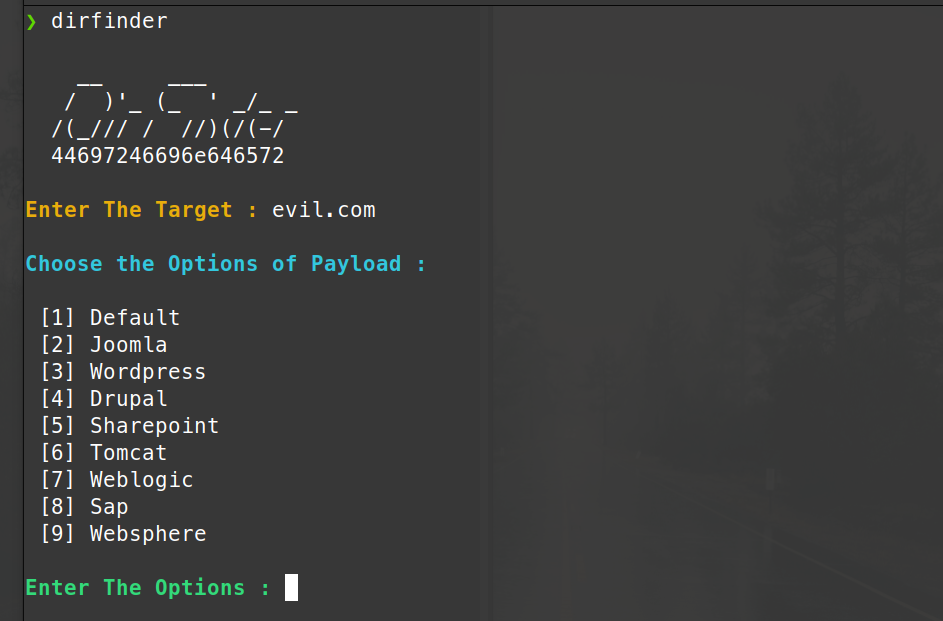 ❯ dirfinder
   __     ___
  /  )'_ (_  ' _/_ _
 /(_/// /  //)(/(-/
44697246696e646572
Enter The Target : evil.com
Choose the Options of Payload :
[1] Default
[2] Joomla
[3] Wordpress
[4] Drupal
[5] Sharepoint
[6] Tomcat
[7] Weblogic
[8] Sap
[9] Websphere
Enter The Options :